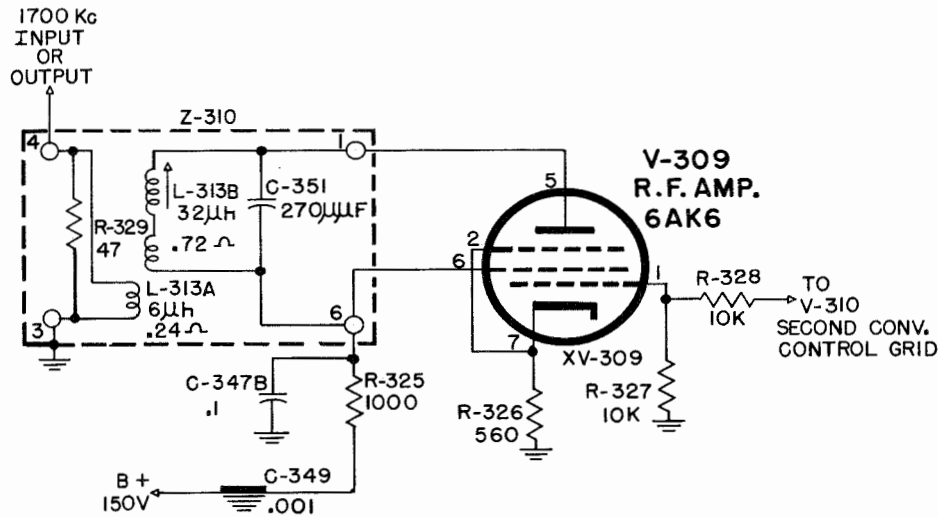 1700 Kc
INPUT
OR
OUTPUT
Z-310
4
1
L-313B
32µh
.72 Ω
C-351
270µµF
R-329
47
L-313A
6µh
.24Ω
3
6
V-309
R.F. AMP.
6AK6
5
2
6
1
7
XV-309
R-328
10K
TO
V-310
SECOND CONV.
CONTROL GRID
R-327
10K
R-326
560
C-347B
.1
R-325
1000
B+
150V
C-349
.001